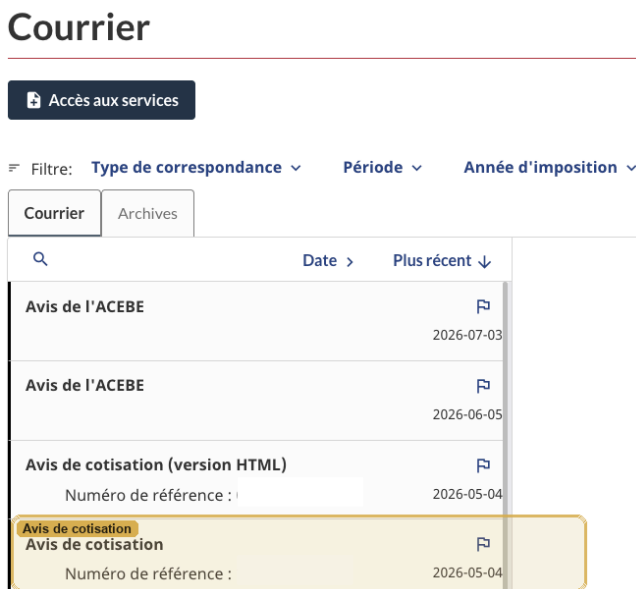 Courrier
Accès aux services
Filtre: Type de correspondance Période Année d'imposition
Courrier Archives
Date Plus récent
Avis de l'ACEBE
2026-07-03
Avis de l'ACEBE
2026-06-05
Avis de cotisation (version HTML)
Numéro de référence :
2026-05-04
Avis de cotisation
Avis de cotisation
Numéro de référence :
2026-05-04